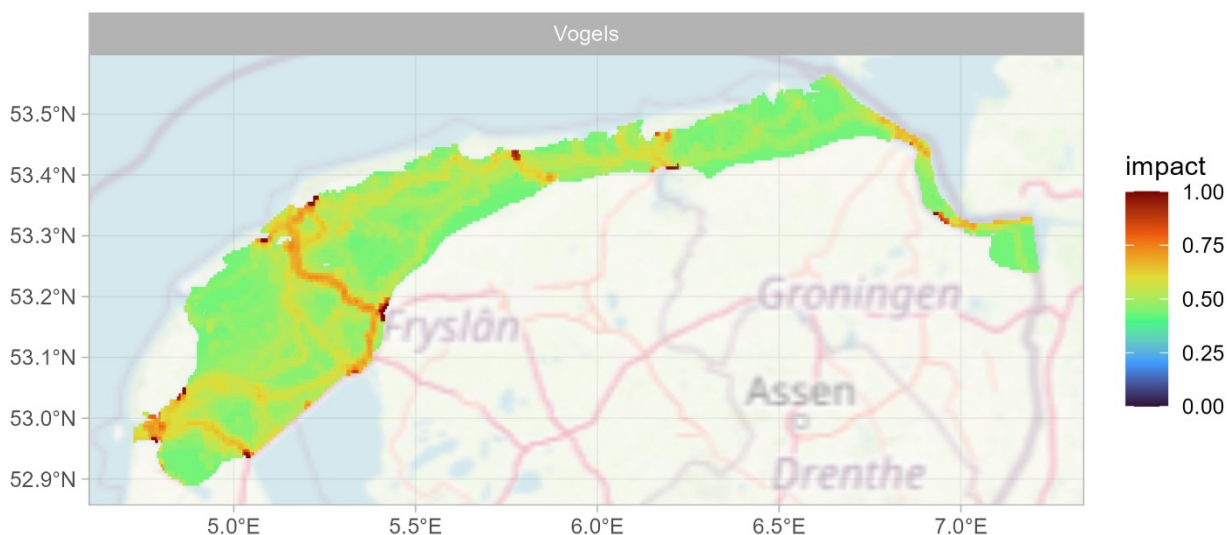 Vogels
53.5°N
53.4°N
53.3°N
53.2°N
53.1°N
53.0°N
52.9°N
Groningen
Fryslân
Assen
Drenthe
5.0°E 5.5°E 6.0°E 6.5°E 7.0°E
impact
1.00
0.75
0.50
0.25
0.00